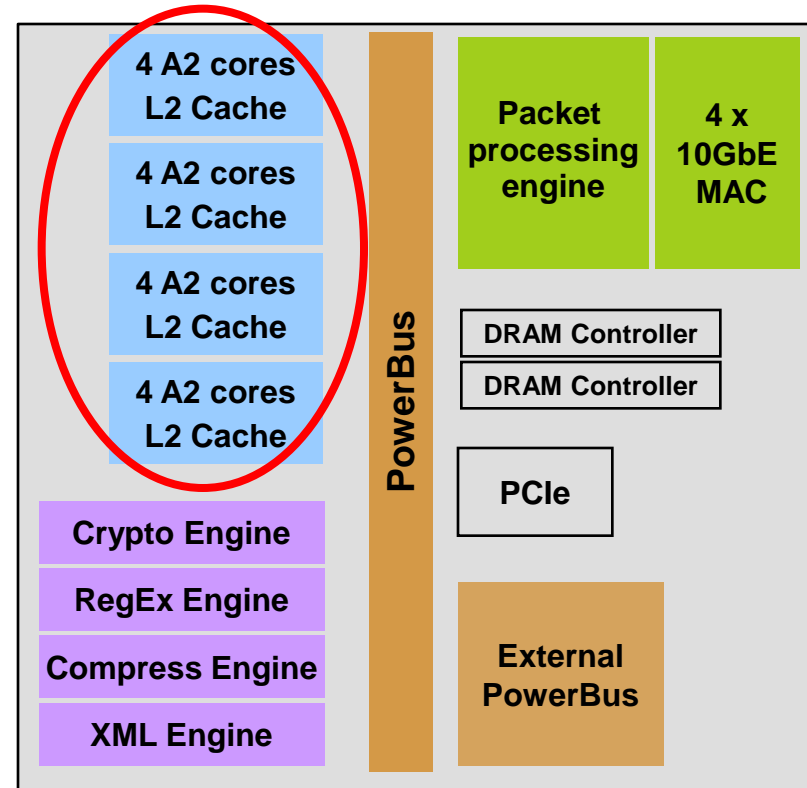 4 A2 cores
L2 Cache
4 A2 cores
L2 Cache
4 A2 cores
L2 Cache
4 A2 cores
L2 Cache
Crypto Engine
RegEx Engine
Compress Engine
XML Engine
PowerBus
Packet
processing
engine
4 x
10GbE
MAC
DRAM Controller
DRAM Controller
PCIe
External
PowerBus